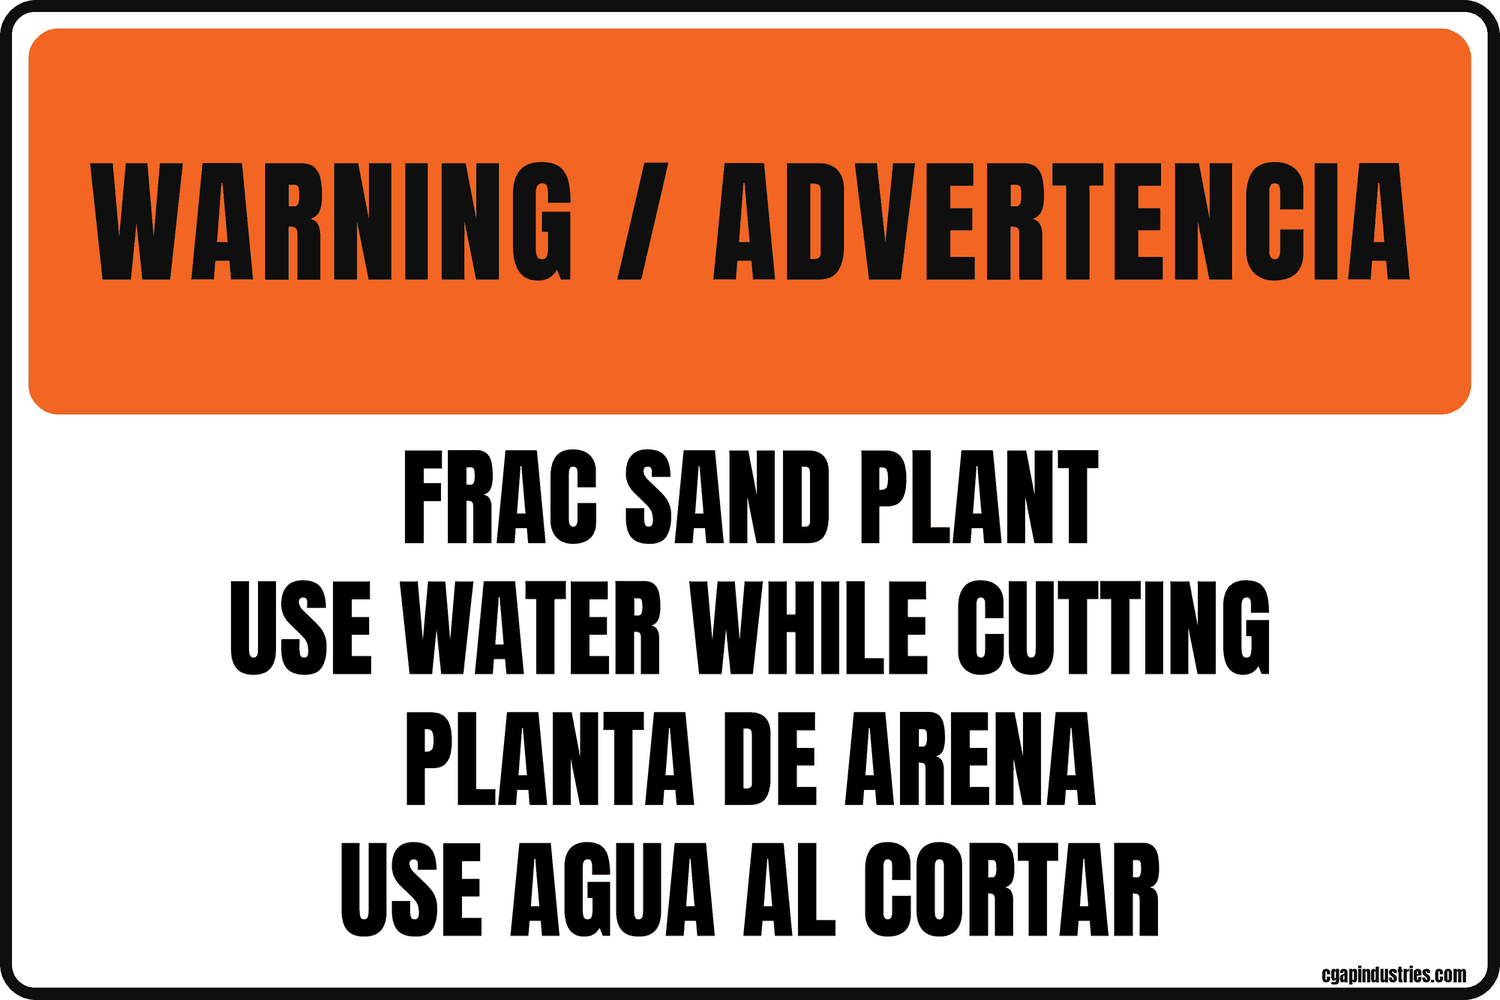 WARNING / ADVERTENCIA
FRAC SAND PLANT
USE WATER WHILE CUTTING
PLANTA DE ARENA
USE AGUA AL CORTAR
cgapindustries.com